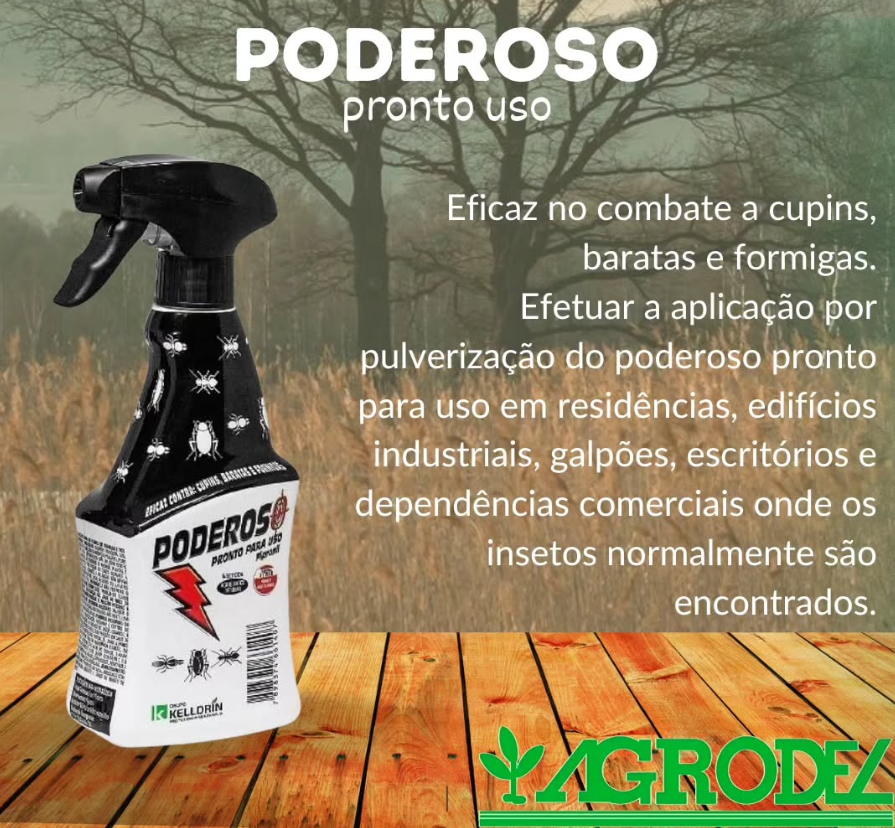 PODEROSO
pronto uso
Eficaz no combate a cupins,
baratas e formigas.
Efetuar a aplicação por
pulverização do poderoso pronto
para uso em residências, edifícios
industriais, galpões, escritórios e
dependências comerciais onde os
insetos normalmente são
encontrados.
EFICAZ CONTRA: CUPINS, BARATAS E FORMIGAS
PODEROSO
PRONTO PARA USO
Fipronil
GRUPO
KELLDRIN
AGRODEL